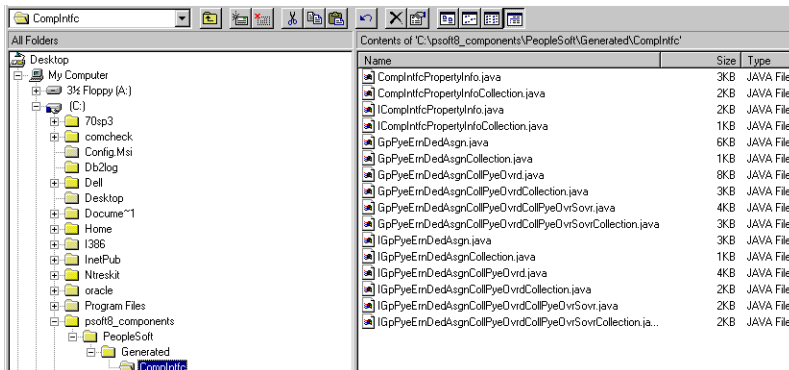 CompIntfc
All Folders
Contents of 'C:\psoft8_components\PeopleSoft\Generated\CompIntfc'
Desktop
My Computer
3½ Floppy (A:)
(C:)
70sp3
comcheck
Config.Msi
Db2log
Dell
Desktop
Docume~1
Home
I386
InetPub
Ntreskit
oracle
Program Files
psoft8_components
PeopleSoft
Generated
CompIntfc
Name Size Type
CompIntfcPropertyInfo.java 3KB JAVA File
CompIntfcPropertyInfoCollection.java 2KB JAVA File
ICompIntfcPropertyInfo.java 2KB JAVA File
ICompIntfcPropertyInfoCollection.java 1KB JAVA File
GpPyeErnDedAsgn.java 6KB JAVA File
GpPyeErnDedAsgnCollection.java 1KB JAVA File
GpPyeErnDedAsgnCollPyeOvrd.java 8KB JAVA File
GpPyeErnDedAsgnCollPyeOvrdCollection.java 3KB JAVA File
GpPyeErnDedAsgnCollPyeOvrdCollPyeOvrSovr.java 4KB JAVA File
GpPyeErnDedAsgnCollPyeOvrdCollPyeOvrSovrCollection.java 3KB JAVA File
IGpPyeErnDedAsgn.java 3KB JAVA File
IGpPyeErnDedAsgnCollection.java 1KB JAVA File
IGpPyeErnDedAsgnCollPyeOvrd.java 4KB JAVA File
IGpPyeErnDedAsgnCollPyeOvrdCollection.java 2KB JAVA File
IGpPyeErnDedAsgnCollPyeOvrdCollPyeOvrSovr.java 2KB JAVA File
IGpPyeErnDedAsgnCollPyeOvrdCollPyeOvrSovrCollection.ja... 2KB JAVA File